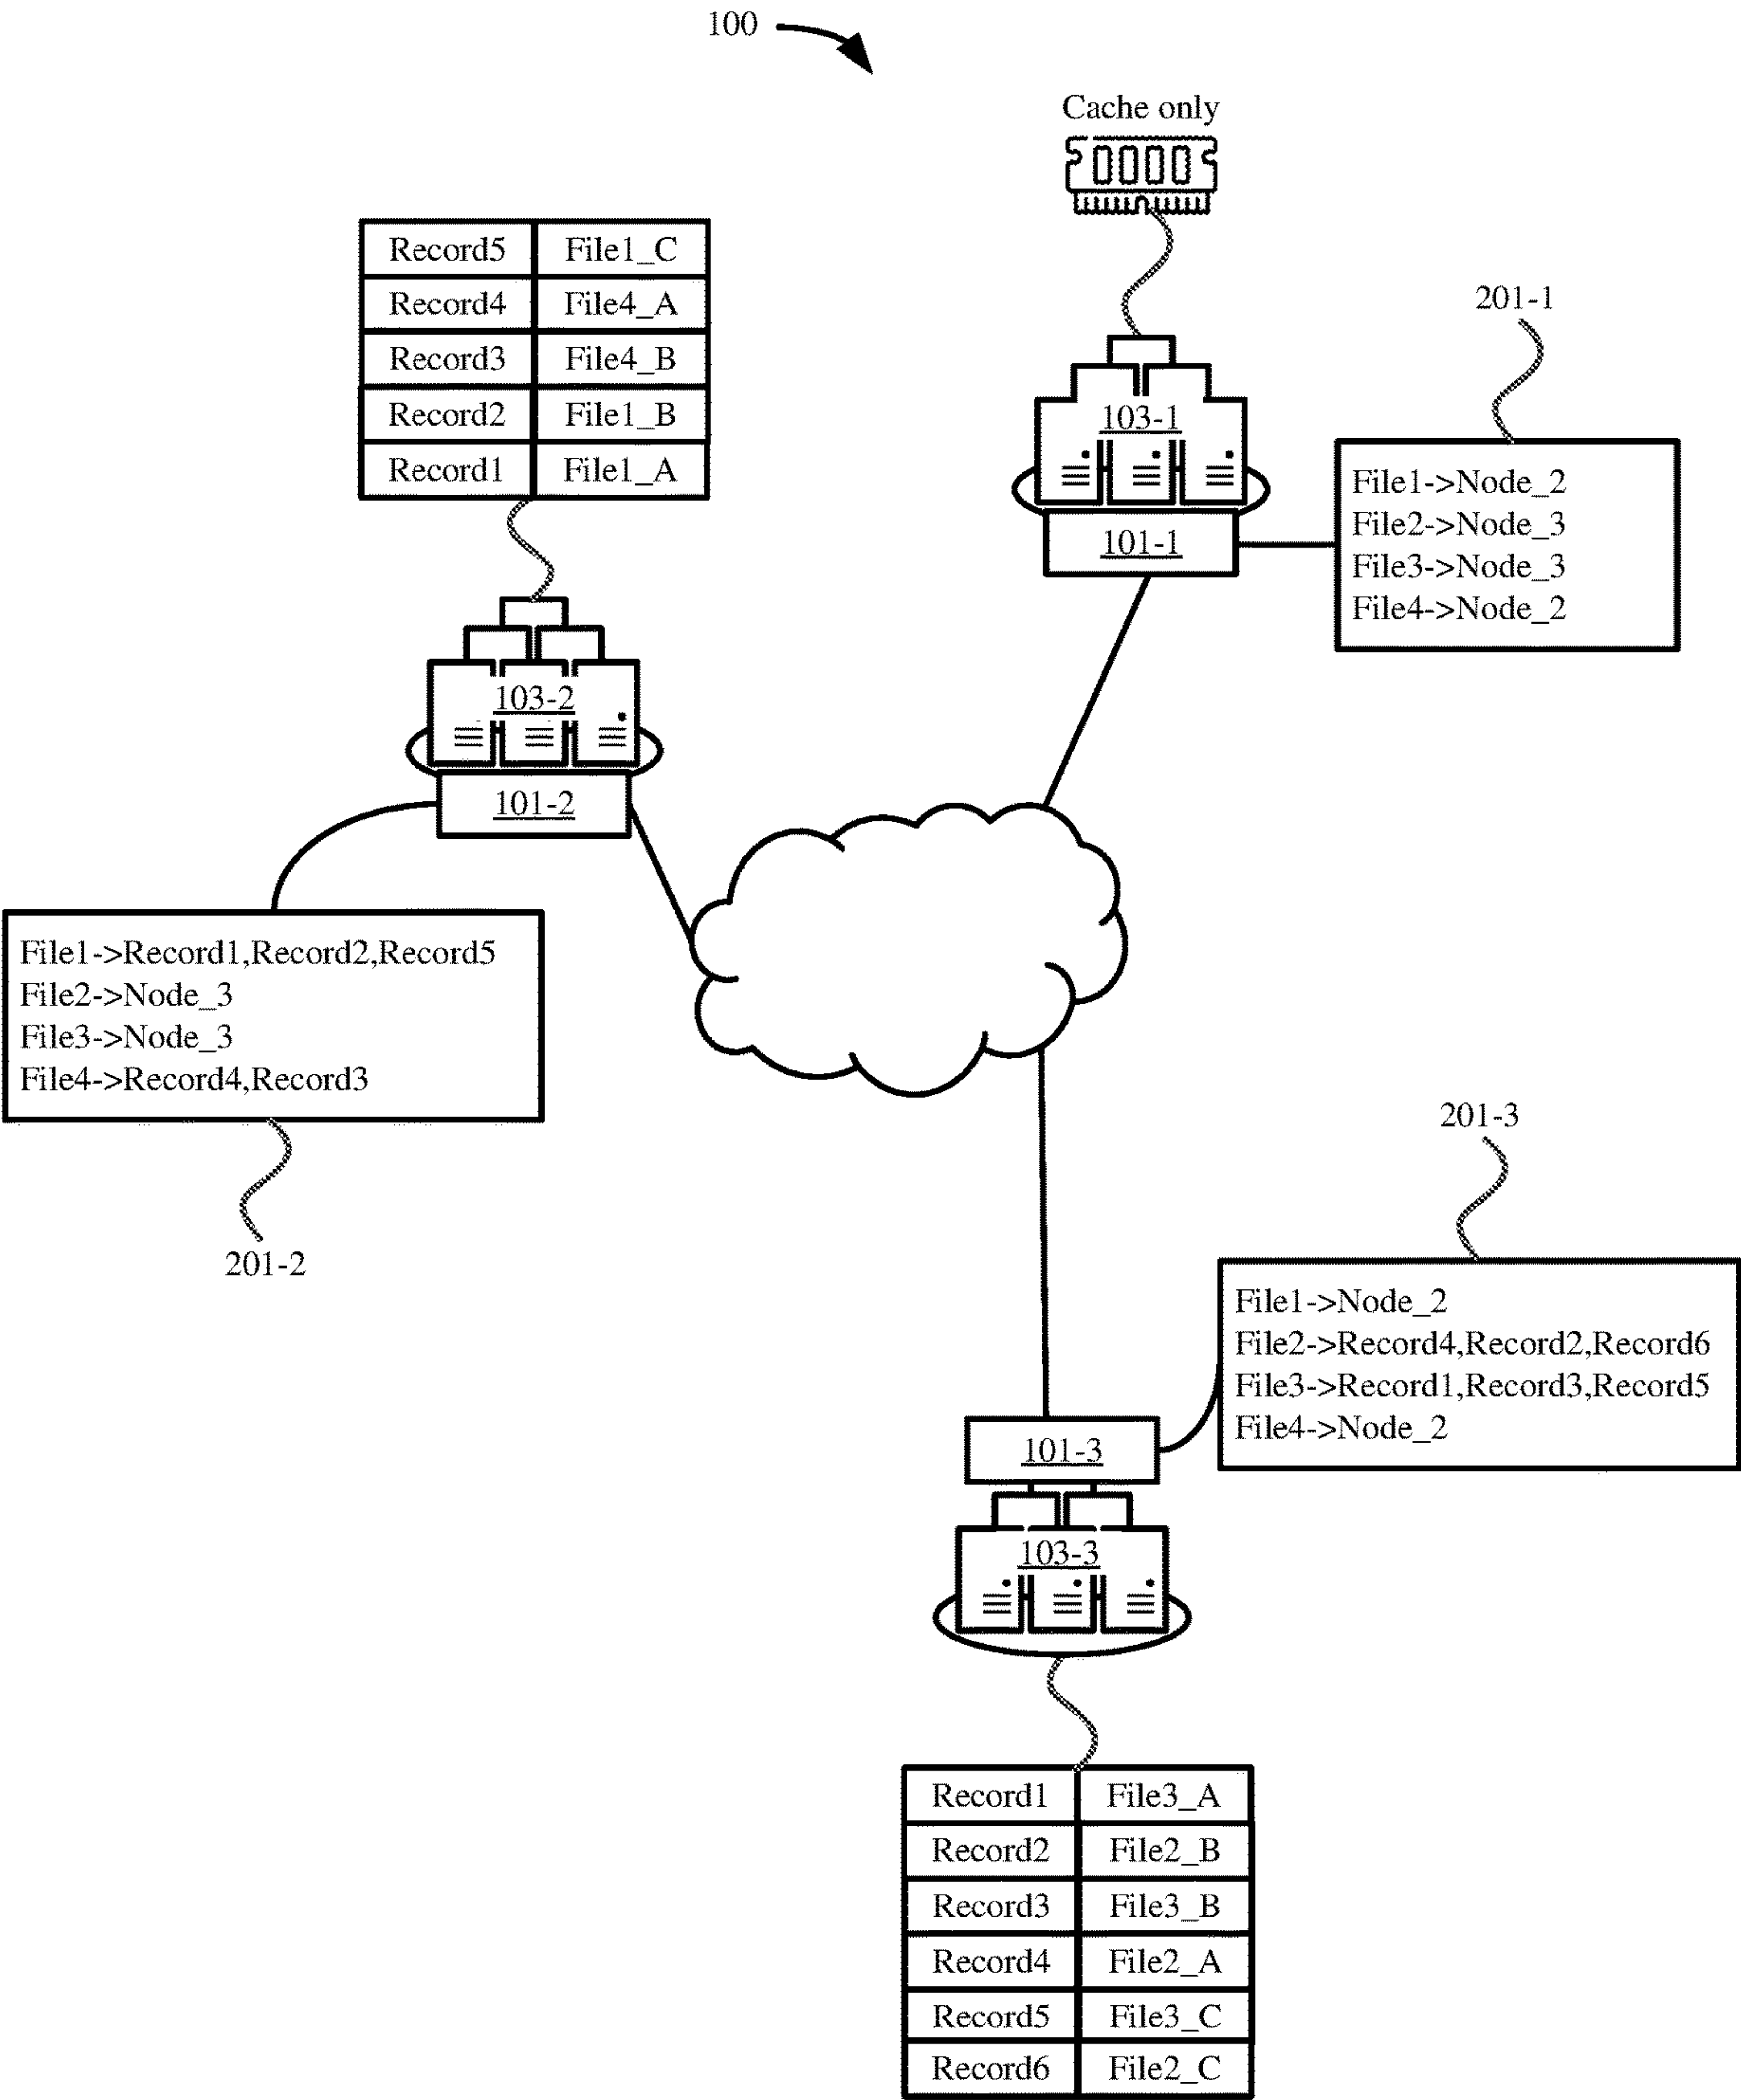 100
Cache only
Record5 File1_C
Record4 File4_A
Record3 File4_B
Record2 File1_B
Record1 File1_A
201-1
103-1
101-1
File1->Node_2
File2->Node_3
File3->Node_3
File4->Node_2
103-2
101-2
File1->Record1,Record2,Record5
File2->Node_3
File3->Node_3
File4->Record4,Record3
201-2
201-3
File1->Node_2
File2->Record4,Record2,Record6
File3->Record1,Record3,Record5
File4->Node_2
101-3
103-3
Record1 File3_A
Record2 File2_B
Record3 File3_B
Record4 File2_A
Record5 File3_C
Record6 File2_C